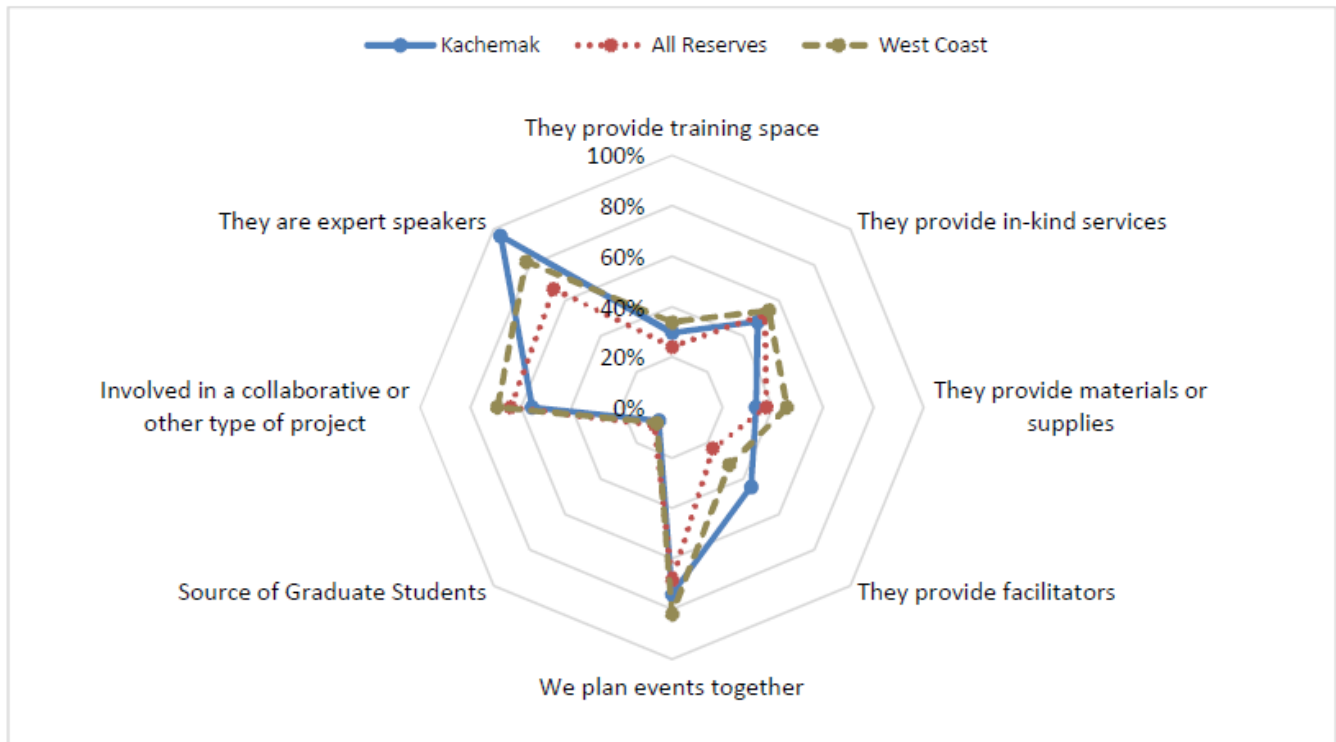 Kachemak
All Reserves
West Coast
They provide training space
100%
80%
They are expert speakers
They provide in-kind services
60%
40%
20%
Involved in a collaborative or
other type of project
0%
They provide materials or
supplies
Source of Graduate Students
They provide facilitators
We plan events together